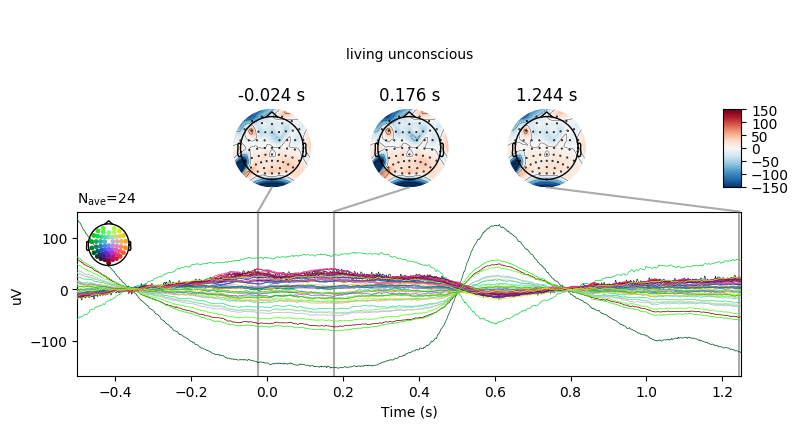 living unconscious
-0.024 s 0.176 s 1.244 s
150
100
50
0
−50
−100
−150
Nave=24
100
0
−100
uV
−0.4 −0.2 0.0 0.2 0.4 0.6 0.8 1.0 1.2
Time (s)